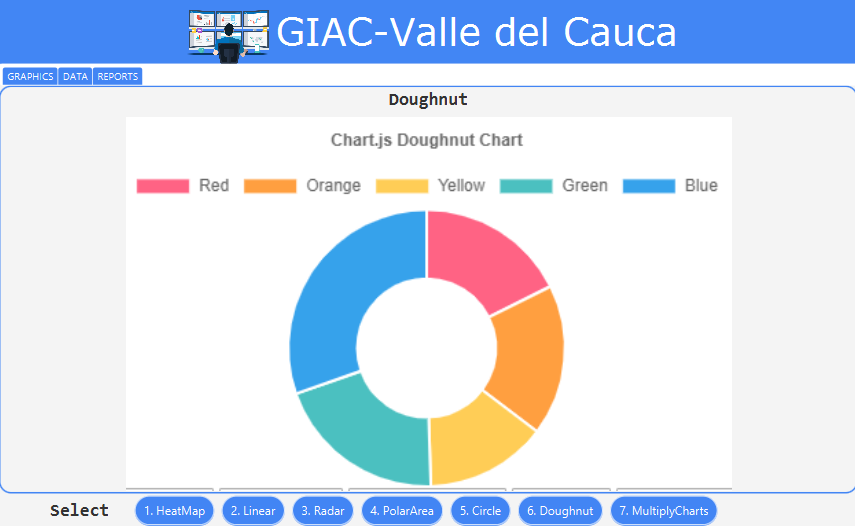 GIAC-Valle del Cauca
GRAPHICS DATA REPORTS
Doughnut
Chart.js Doughnut Chart
Red Orange Yellow Green Blue
Select 1. HeatMap 2. Linear 3. Radar 4. PolarArea 5. Circle 6. Doughnut 7. MultiplyCharts